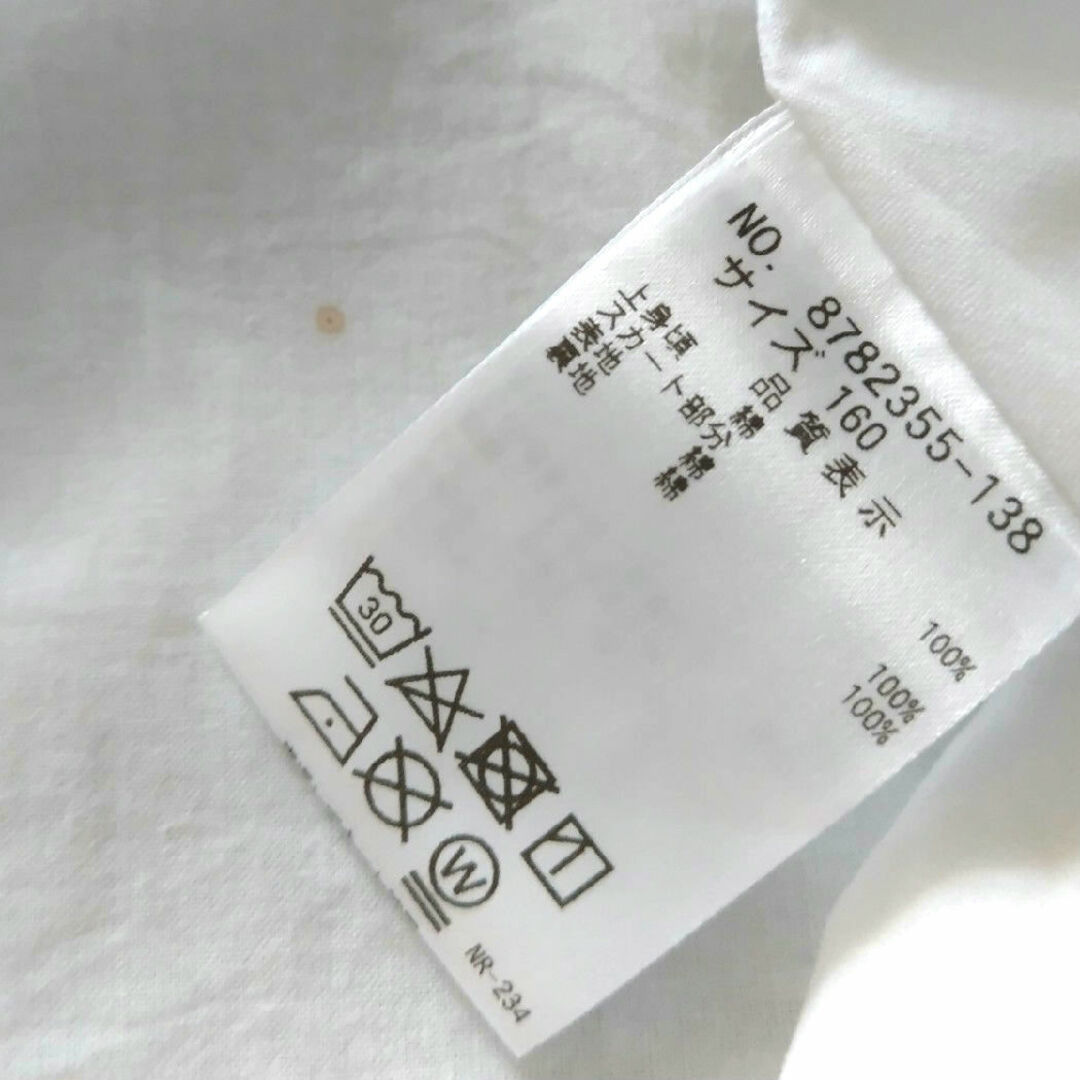 NO. 8782355-138
サイズ 160
品質表示
上身頃 綿 100%
スカート部分
表地 綿 100%
裏地 綿 100%
30
W
NR-234